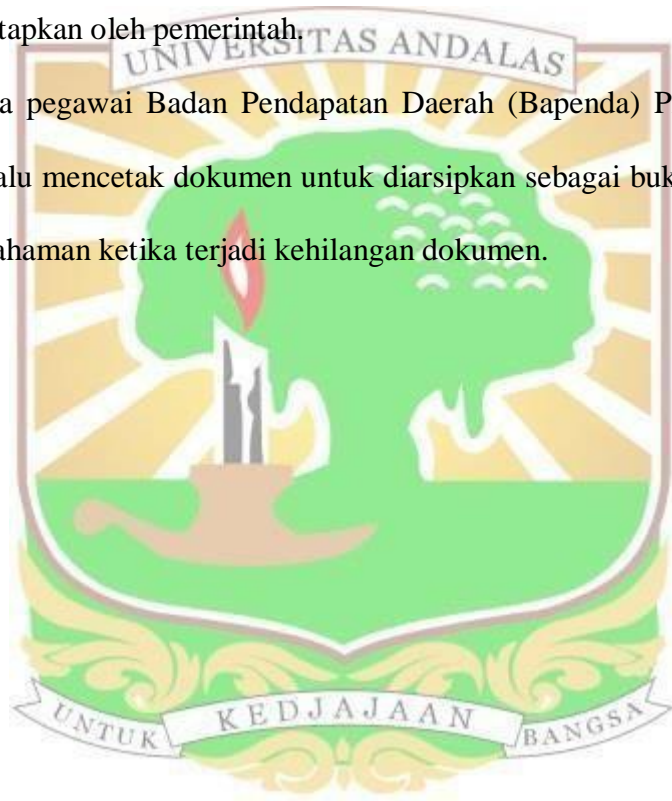 tapkan oleh pemerintah.
UNIVERSITAS ANDALAS
a pegawai Badan Pendapatan Daerah (Bapenda) P
alu mencetak dokumen untuk diarsipkan sebagai buk
ahaman ketika terjadi kehilangan dokumen.
UNTUK KEDJAJAAN BANGSA